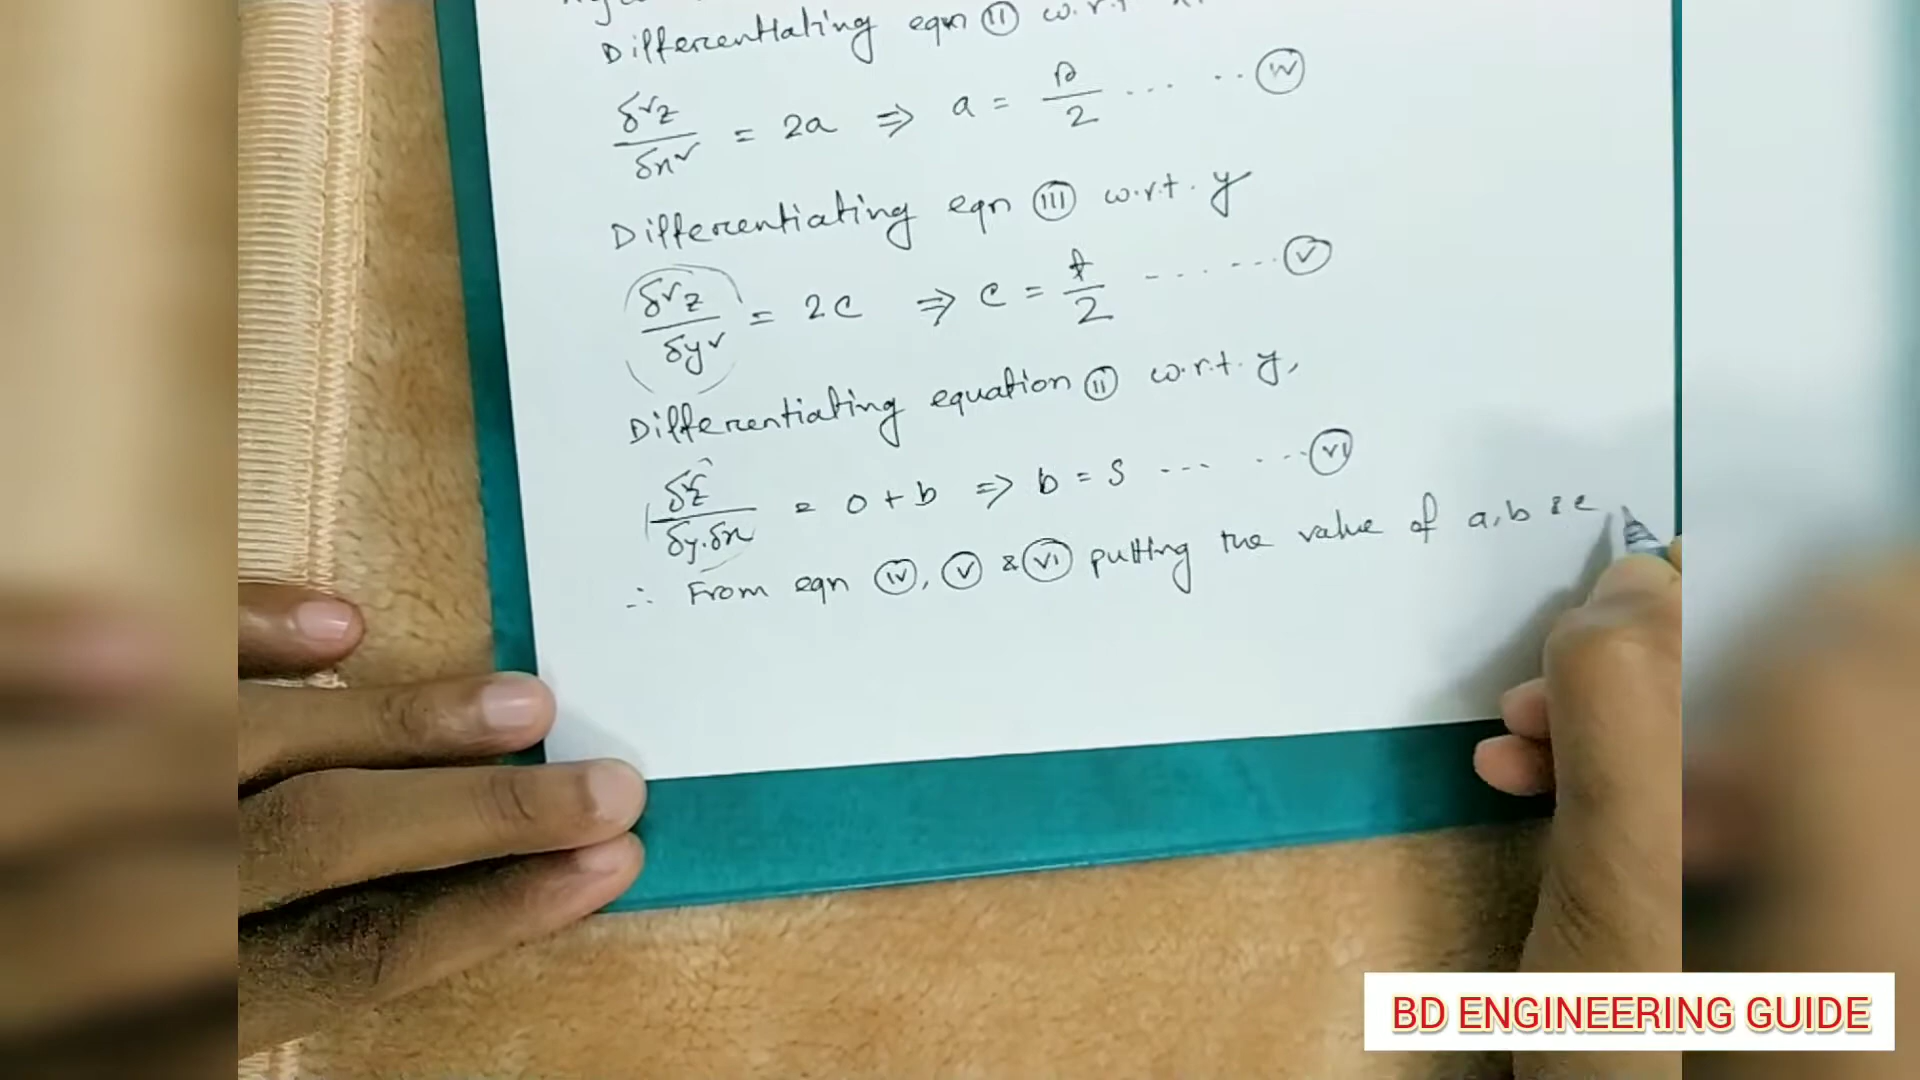 Differentiating eqn (ii) w.r.t
δ²z/δx² = 2a ⇒ a = r/2 ... .. (iv)
Differentiating eqn (iii) w.r.t. y
δ²z/δy² = 2c ⇒ c = t/2 ...... (v)
Differentiating equation (ii) w.r.t. y,
δ²z/δy.δx = 0 + b ⇒ b = s ... ... (vi)
∴ From eqn (iv), (v) & (vi) putting the value of a, b & c
BD ENGINEERING GUIDE